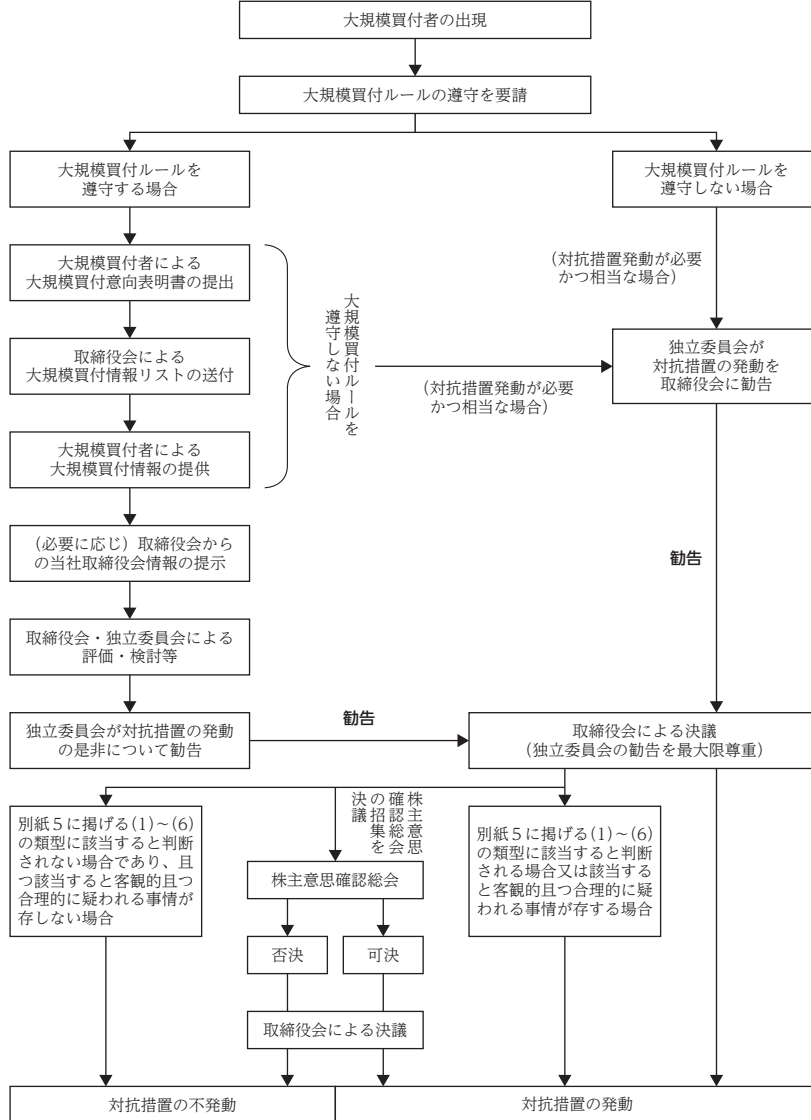 大規模買付者の出現
大規模買付ルールの遵守を要請
大規模買付ルールを
遵守する場合
大規模買付ルールを
遵守しない場合
大規模買付者による
大規模買付意向表明書の提出
(対抗措置発動が必要
かつ相当な場合)
取締役会による
大規模買付情報リストの送付
大規模買付ルールを
遵守しない場合
(対抗措置発動が必要
かつ相当な場合)
独立委員会が
対抗措置の発動を
取締役会に勧告
大規模買付者による
大規模買付情報の提供
(必要に応じ)取締役会から
の当社取締役会情報の提示
勧告
取締役会・独立委員会による
評価・検討等
独立委員会が対抗措置の発動
の是非について勧告
勧告
取締役会による決議
(独立委員会の勧告を最大限尊重)
別紙5に掲げる(1)~(6)
の類型に該当すると判断
されない場合であり、且
つ該当すると客観的且つ
合理的に疑われる事情が
存しない場合
株主意思
確認総会
の招集を
決議
株主意思確認総会
否決
可決
取締役会による決議
別紙5に掲げる(1)~(6)
の類型に該当すると判断
される場合又は該当する
と客観的且つ合理的に疑
われる事情が存する場合
対抗措置の不発動
対抗措置の発動